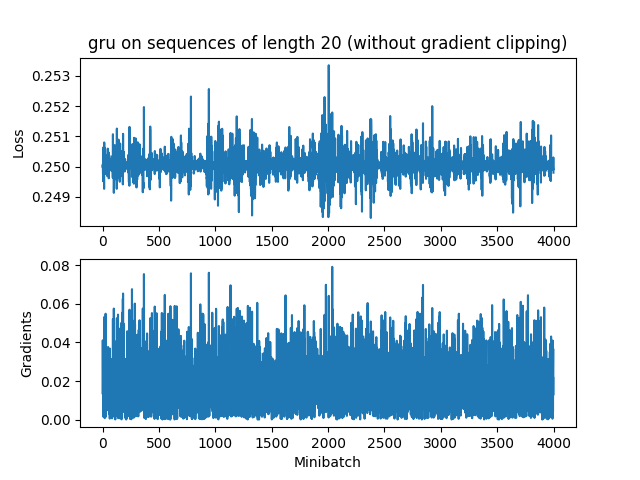 gru on sequences of length 20 (without gradient clipping)
0.253
0.252
0.251
0.250
0.249
Loss
0 500 1000 1500 2000 2500 3000 3500 4000
0.08
0.06
0.04
0.02
0.00
Gradients
0 500 1000 1500 2000 2500 3000 3500 4000
Minibatch